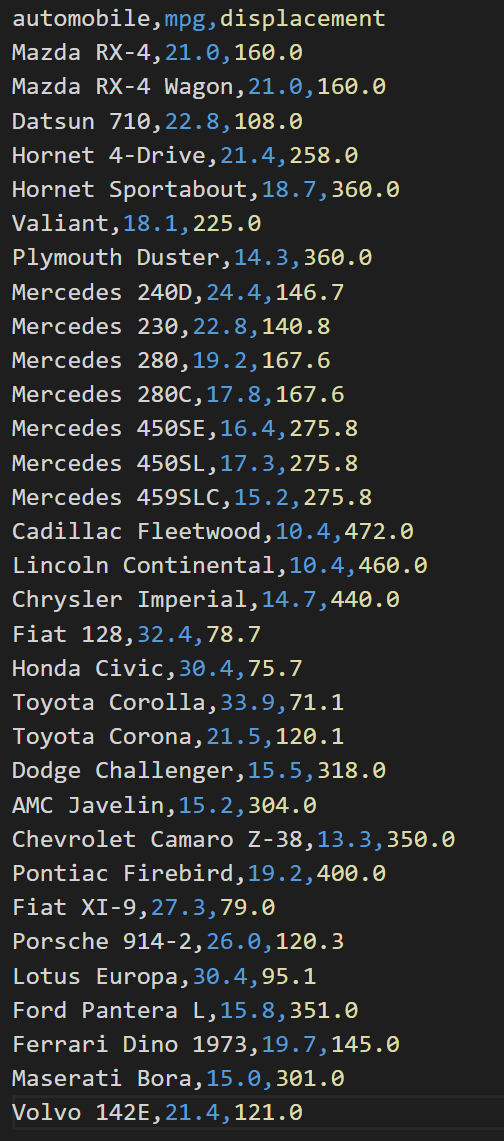 automobile,mpg,displacement
Mazda RX-4,21.0,160.0
Mazda RX-4 Wagon,21.0,160.0
Datsun 710,22.8,108.0
Hornet 4-Drive,21.4,258.0
Hornet Sportabout,18.7,360.0
Valiant,18.1,225.0
Plymouth Duster,14.3,360.0
Mercedes 240D,24.4,146.7
Mercedes 230,22.8,140.8
Mercedes 280,19.2,167.6
Mercedes 280C,17.8,167.6
Mercedes 450SE,16.4,275.8
Mercedes 450SL,17.3,275.8
Mercedes 459SLC,15.2,275.8
Cadillac Fleetwood,10.4,472.0
Lincoln Continental,10.4,460.0
Chrysler Imperial,14.7,440.0
Fiat 128,32.4,78.7
Honda Civic,30.4,75.7
Toyota Corolla,33.9,71.1
Toyota Corona,21.5,120.1
Dodge Challenger,15.5,318.0
AMC Javelin,15.2,304.0
Chevrolet Camaro Z-38,13.3,350.0
Pontiac Firebird,19.2,400.0
Fiat XI-9,27.3,79.0
Porsche 914-2,26.0,120.3
Lotus Europa,30.4,95.1
Ford Pantera L,15.8,351.0
Ferrari Dino 1973,19.7,145.0
Maserati Bora,15.0,301.0
Volvo 142E,21.4,121.0